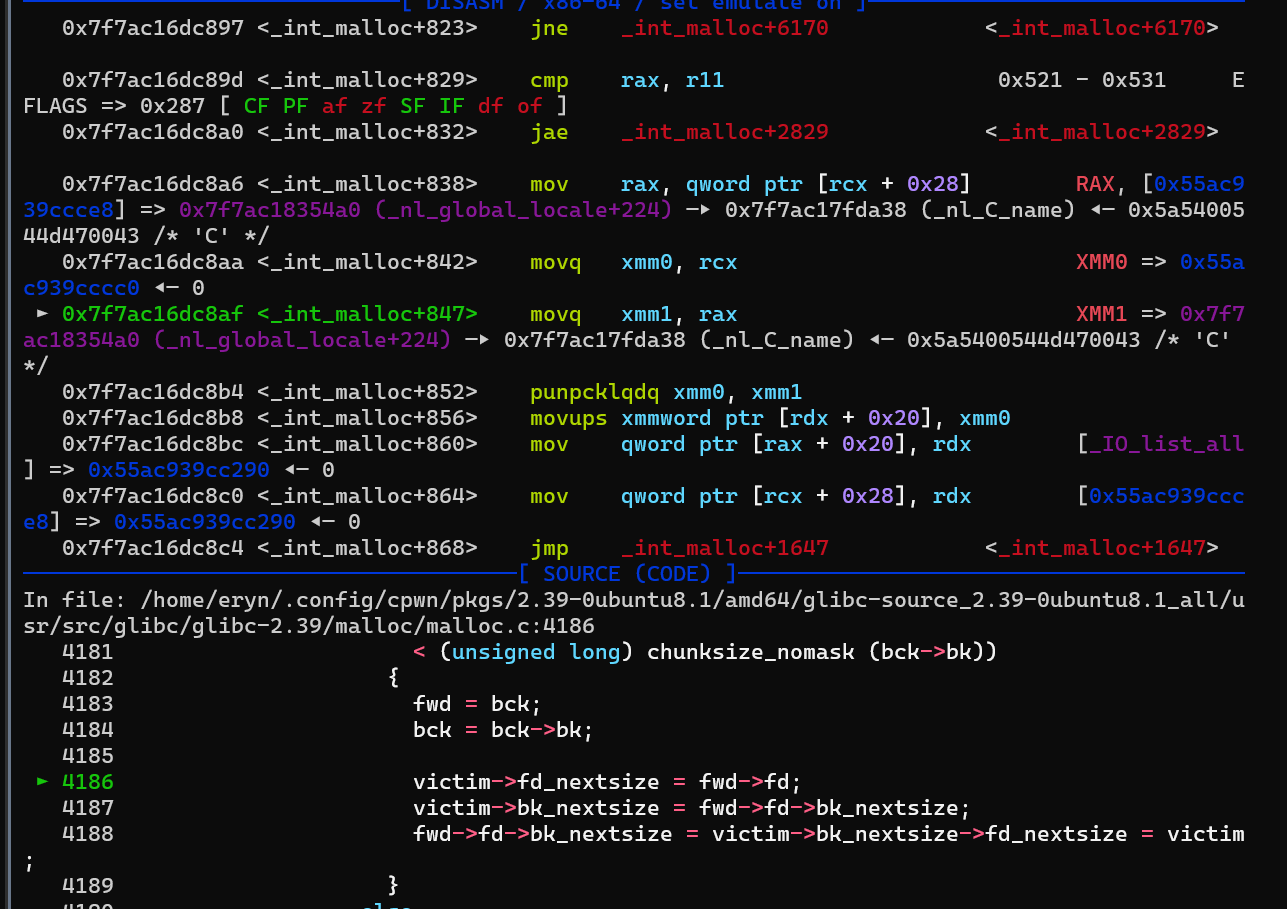 [ DISASM / x86-64 / set emulate on ]
0x7f7ac16dc897 <_int_malloc+823> jne _int_malloc+6170 <_int_malloc+6170>
0x7f7ac16dc89d <_int_malloc+829> cmp rax, r11 0x521 - 0x531 E
FLAGS => 0x287 [ CF PF af zf SF IF df of ]
0x7f7ac16dc8a0 <_int_malloc+832> jae _int_malloc+2829 <_int_malloc+2829>
0x7f7ac16dc8a6 <_int_malloc+838> mov rax, qword ptr [rcx + 0x28] RAX, [0x55ac9
39ccce8] => 0x7f7ac18354a0 (_nl_global_locale+224) —▸ 0x7f7ac17fda38 (_nl_C_name) ◂— 0x5a54005
44d470043 /* 'C' */
0x7f7ac16dc8aa <_int_malloc+842> movq xmm0, rcx XMM0 => 0x55a
c939cccc0 ◂— 0
► 0x7f7ac16dc8af <_int_malloc+847> movq xmm1, rax XMM1 => 0x7f7
ac18354a0 (_nl_global_locale+224) —▸ 0x7f7ac17fda38 (_nl_C_name) ◂— 0x5a5400544d470043 /* 'C'
*/
0x7f7ac16dc8b4 <_int_malloc+852> punpcklqdq xmm0, xmm1
0x7f7ac16dc8b8 <_int_malloc+856> movups xmmword ptr [rdx + 0x20], xmm0
0x7f7ac16dc8bc <_int_malloc+860> mov qword ptr [rax + 0x20], rdx [_IO_list_all
] => 0x55ac939cc290 ◂— 0
0x7f7ac16dc8c0 <_int_malloc+864> mov qword ptr [rcx + 0x28], rdx [0x55ac939ccc
e8] => 0x55ac939cc290 ◂— 0
0x7f7ac16dc8c4 <_int_malloc+868> jmp _int_malloc+1647 <_int_malloc+1647>
[ SOURCE (CODE) ]
In file: /home/eryn/.config/cpwn/pkgs/2.39-0ubuntu8.1/amd64/glibc-source_2.39-0ubuntu8.1_all/u
sr/src/glibc/glibc-2.39/malloc/malloc.c:4186
4181 < (unsigned long) chunksize_nomask (bck->bk))
4182 {
4183 fwd = bck;
4184 bck = bck->bk;
4185
► 4186 victim->fd_nextsize = fwd->fd;
4187 victim->bk_nextsize = fwd->fd->bk_nextsize;
4188 fwd->fd->bk_nextsize = victim->bk_nextsize->fd_nextsize = victim
;
4189 }
4190 else